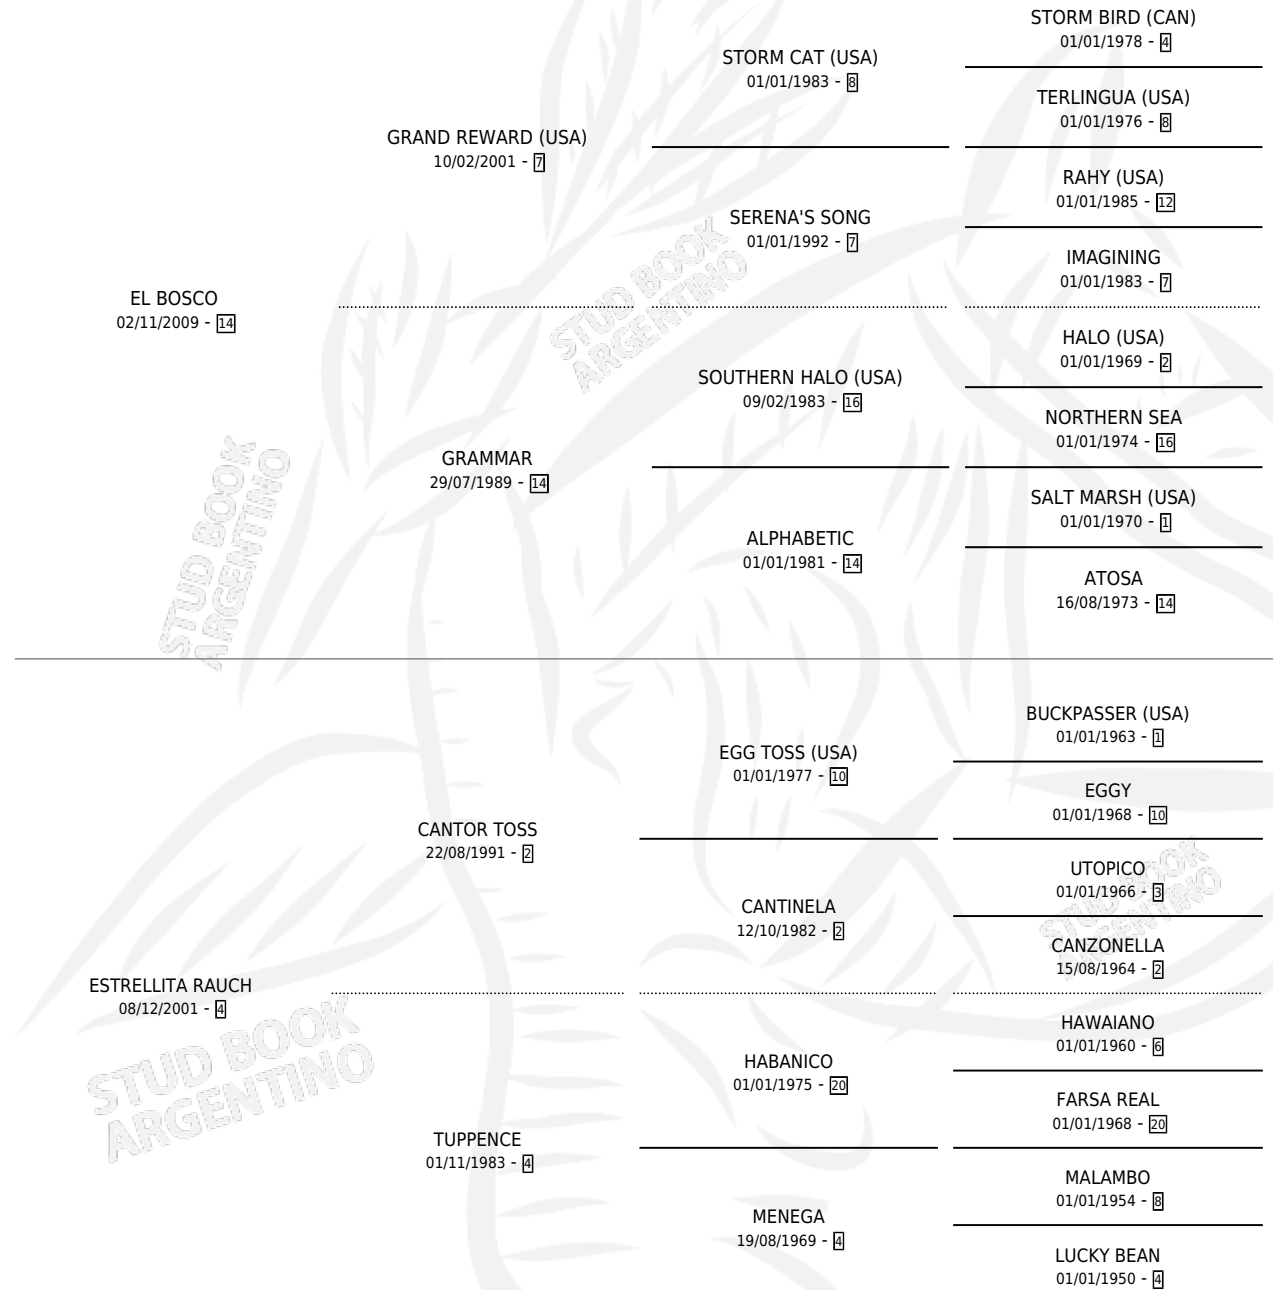 STORM BIRD (CAN)
01/01/1978 - 4
STORM CAT (USA)
01/01/1983 - 8
TERLINGUA (USA)
01/01/1976 - 8
GRAND REWARD (USA)
10/02/2001 - 7
RAHY (USA)
01/01/1985 - 12
SERENA'S SONG
01/01/1992 - 7
IMAGINING
01/01/1983 - 7
EL BOSCO
02/11/2009 - 14
STUD BOOK
ARGENTINO
HALO (USA)
01/01/1969 - 2
SOUTHERN HALO (USA)
09/02/1983 - 16
NORTHERN SEA
01/01/1974 - 16
GRAMMAR
29/07/1989 - 14
SALT MARSH (USA)
01/01/1970 - 1
ALPHABETIC
01/01/1981 - 14
ATOSA
16/08/1973 - 14
STUD BOOK
ARGENTINO
BUCKPASSER (USA)
01/01/1963 - 1
EGG TOSS (USA)
01/01/1977 - 10
EGGY
01/01/1968 - 10
CANTOR TOSS
22/08/1991 - 2
UTOPICO
01/01/1966 - 3
CANTINELA
12/10/1982 - 2
STUD BOOK
ARGENTINO
CANZONELLA
15/08/1964 - 2
ESTRELLITA RAUCH
08/12/2001 - 4
STUD BOOK
ARGENTINO
HAWAIANO
01/01/1960 - 6
HABANICO
01/01/1975 - 20
FARSA REAL
01/01/1968 - 20
TUPPENCE
01/11/1983 - 4
MALAMBO
01/01/1954 - 8
MENEGA
19/08/1969 - 4
LUCKY BEAN
01/01/1950 - 4